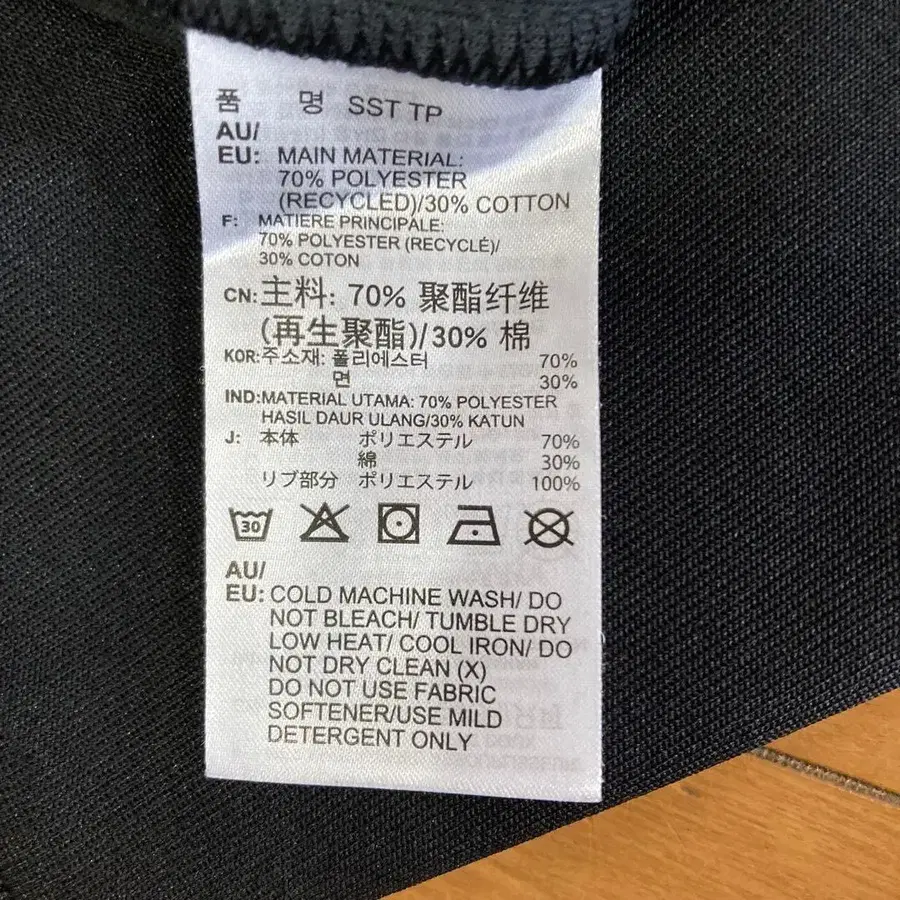 품 명 SST TP
AU/
EU: MAIN MATERIAL:
70% POLYESTER
(RECYCLED)/30% COTTON
F: MATIERE PRINCIPALE:
70% POLYESTER (RECYCLÉ)/
30% COTON
CN: 主料: 70% 聚酯纤维
(再生聚酯)/30% 棉
KOR: 주소재: 폴리에스터 70%
면 30%
IND: MATERIAL UTAMA: 70% POLYESTER
HASIL DAUR ULANG/30% KATUN
J: 本体 ポリエステル 70%
綿 30%
リブ部分 ポリエステル 100%
30
AU/
EU: COLD MACHINE WASH/ DO
NOT BLEACH/ TUMBLE DRY
LOW HEAT/ COOL IRON/ DO
NOT DRY CLEAN (X)
DO NOT USE FABRIC
SOFTENER/USE MILD
DETERGENT ONLY